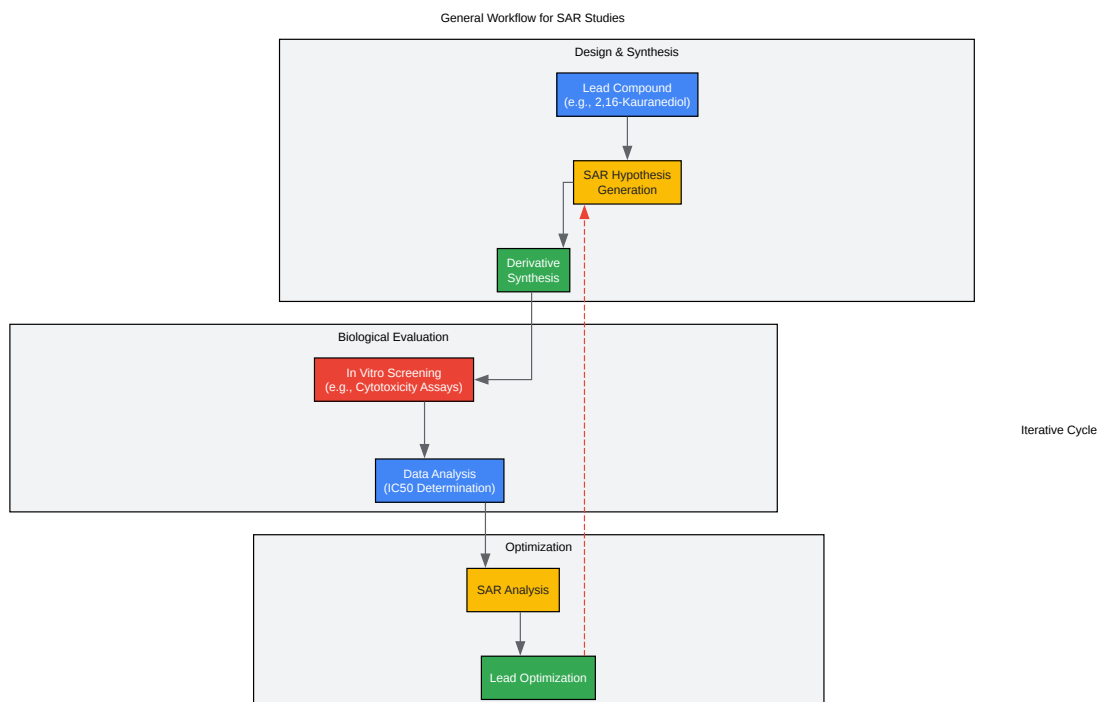 General Workflow for SAR Studies
Design & Synthesis
Lead Compound
(e.g., 2,16-Kauranediol)
SAR Hypothesis
Generation
Derivative
Synthesis
Biological Evaluation
In Vitro Screening
(e.g., Cytotoxicity Assays)
Iterative Cycle
Data Analysis
(IC50 Determination)
Optimization
SAR Analysis
Lead Optimization